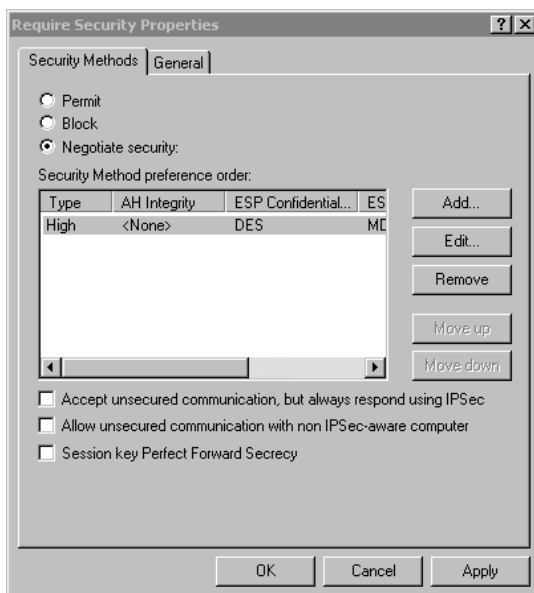 Require Security Properties
Security Methods General
Permit
Block
Negotiate security:
Security Method preference order:
Type AH Integrity ESP Confidential... ES
High <None> DES MD
Add...
Edit...
Remove
Move up
Move down
Accept unsecured communication, but always respond using IPSec
Allow unsecured communication with non IPSec-aware computer
Session key Perfect Forward Secrecy
OK Cancel Apply